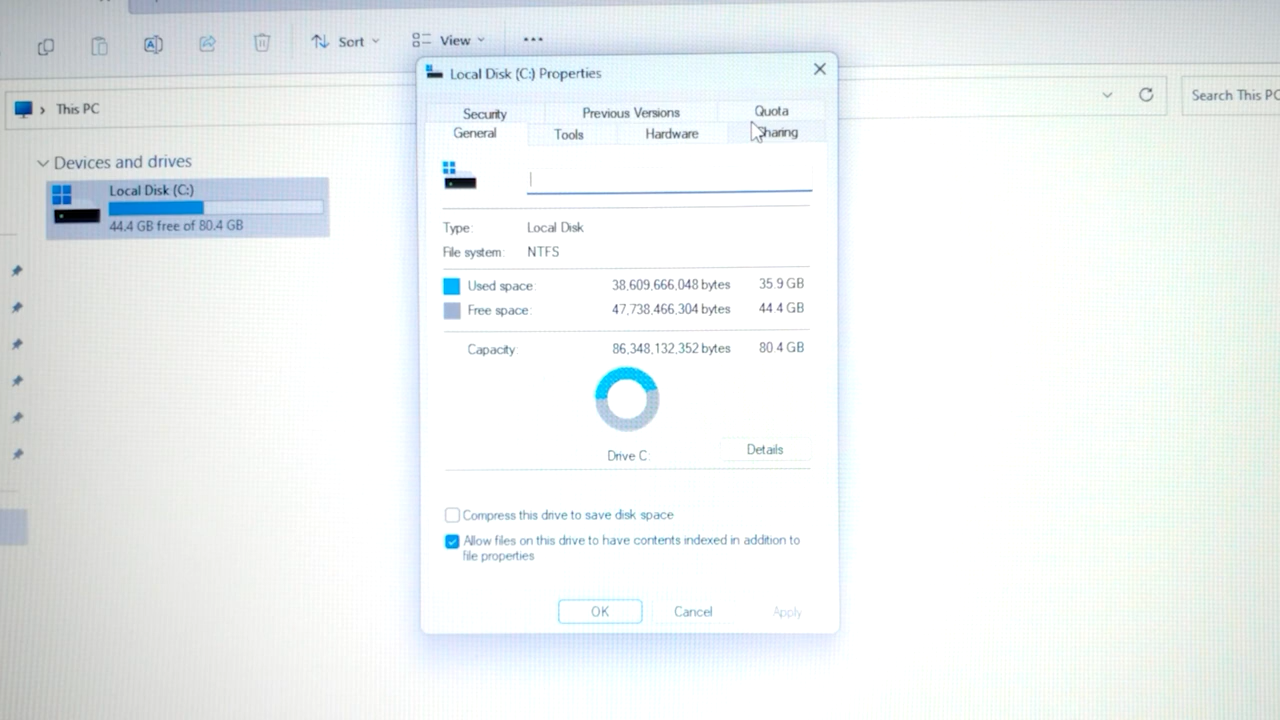 Sort
View
Local Disk (C:) Properties
This PC
Search This PC
Security
Previous Versions
Quota
General
Tools
Hardware
Sharing
Devices and drives
Local Disk (C:)
44.4 GB free of 80.4 GB
Type:
Local Disk
File system:
NTFS
Used space:
38,609,666,048 bytes
35.9 GB
Free space:
47,738,466,304 bytes
44.4 GB
Capacity:
86,348,132,352 bytes
80.4 GB
Drive C:
Details
Compress this drive to save disk space
Allow files on this drive to have contents indexed in addition to
file properties
OK
Cancel
Apply